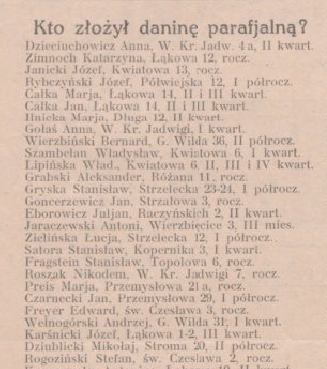 Kto złożył daninę parafjalną?
Dzieciuchowicz Anna, W. Kr. Jadw. 4a, II kwart.
Zimnoch Katarzyna, Łąkowa 12, rocz.
Janicki Józef, Kwiatowa 13, rocz.
Rybczyński Józef, Półwiejska 12, I półrocz.
Całka Marja, Łąkowa 14, II i III kwart.
Całka Jan, Łąkowa 14, II i III kwart.
Hnicka Marja, Długa 12, II kwart.
Gołaś Anna, W. Kr. Jadwigi, I kwart.
Wierzbiński Bernard, G. Wilda 36, II półrocz.
Szambelan Władysław, Kwiatowa 6, I kwart.
Lipińska Wład., Kwiatowa 6, II, III i IV kwart.
Grabski Aleksander, Różana 11, rocz.
Gryska Stanisław, Strzelecka 23-24, I półrocz.
Goncerzewicz Jan, Strzałowa 3, rocz.
Eborowicz Juljan, Raczyńskich 2, II kwart.
Jaraczewski Antoni, Wierzbięcice 3, III mies.
Zielińska Łucja, Strzelecka 12, I półrocz.
Satora Stanisław, Kopernika 3, I kwart.
Fragstein Stanisław, Topolowa 6, rocz.
Roszak Nikodem, W. Kr. Jadwigi 7, rocz.
Preis Marja, Przemysłowa 21a, rocz.
Czarnecki Jan, Przemysłowa 29, I półrocz.
Freyer Edward, św. Czesława 3, rocz.
Wełnogórski Andrzej, G. Wilda 31, I kwart.
Karśnicki Józef, Łąkowa 1-2, III kwart.
Dziublicki Mikołaj, Stroma 20, II półrocz.
Rogoziński Stefan, św. Czesława 2, rocz.